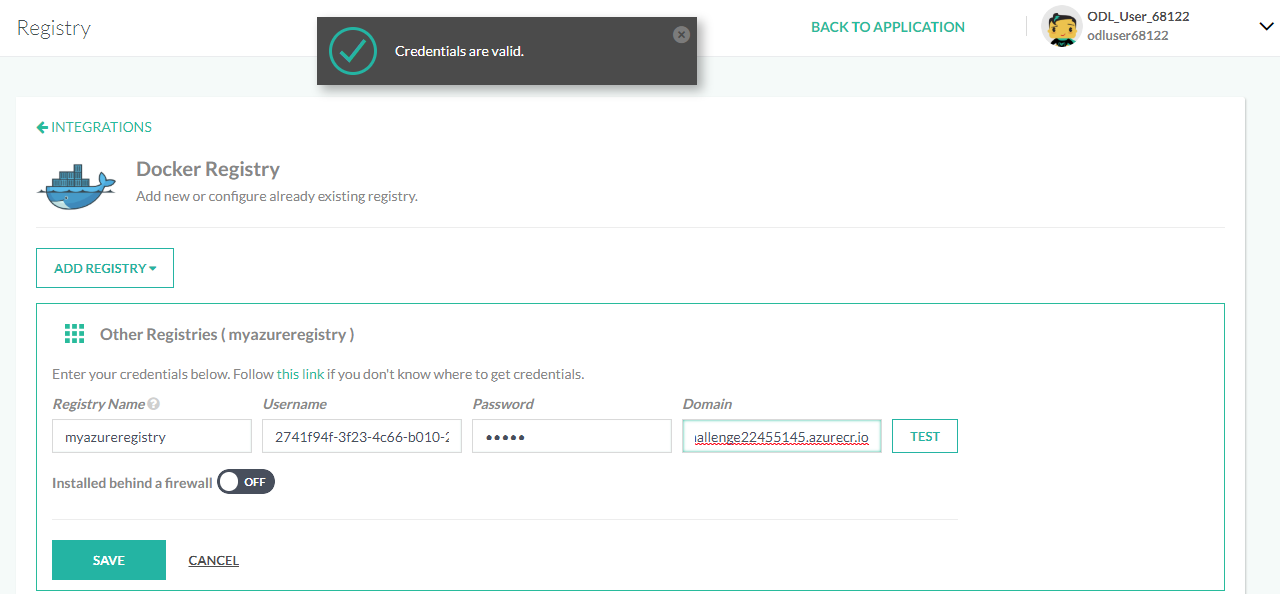 Registry
Credentials are valid.
BACK TO APPLICATION
ODL_User_68122
odluser68122
INTEGRATIONS
Docker Registry
Add new or configure already existing registry.
ADD REGISTRY
Other Registries ( myazureregistry )
Enter your credentials below. Follow this link if you don't know where to get credentials.
Registry Name ? Username Password Domain
myazureregistry 2741f94f-3f23-4c66-b010-2 ••••• allenge22455145.azurecr.io TEST
Installed behind a firewall OFF
SAVE CANCEL